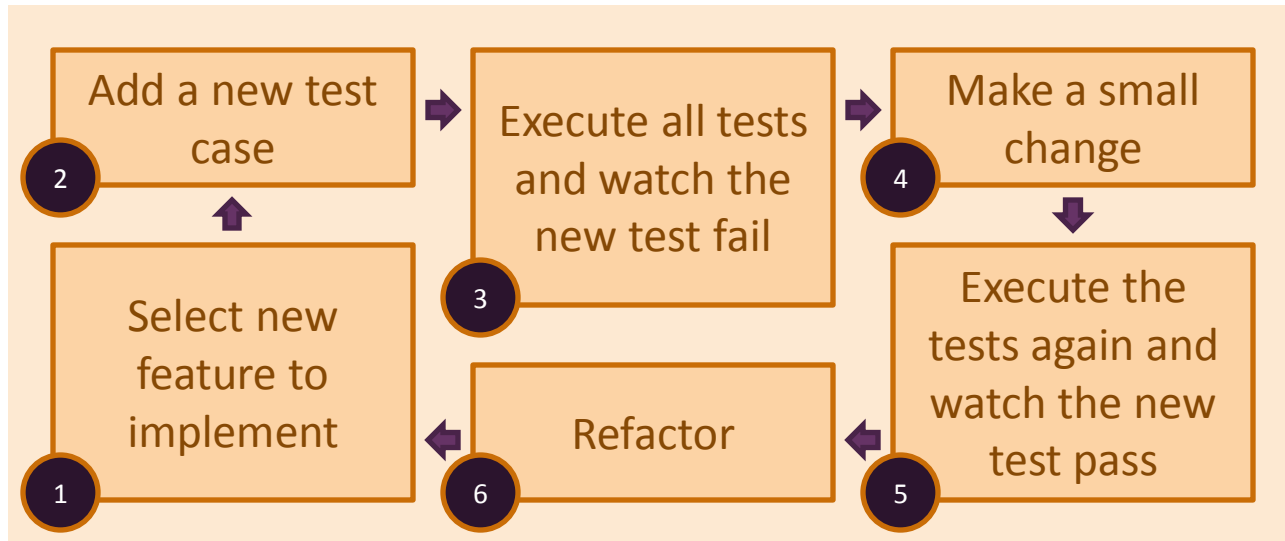 Add a new test
case
2
Execute all tests
and watch the
new test fail
3
Make a small
change
4
Select new
feature to
implement
1
Refactor
6
Execute the
tests again and
watch the new
test pass
5